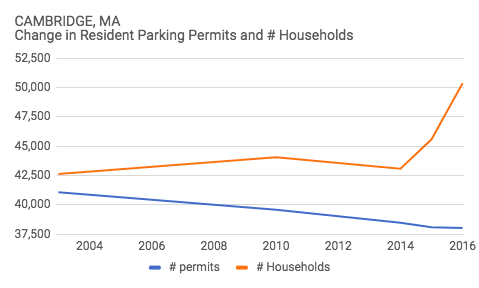 CAMBRIDGE, MA
Change in Resident Parking Permits and # Households
52,500
50,000
47,500
45,000
42,500
40,000
37,500
2004 2006 2008 2010 2012 2014 2016
# permits # Households